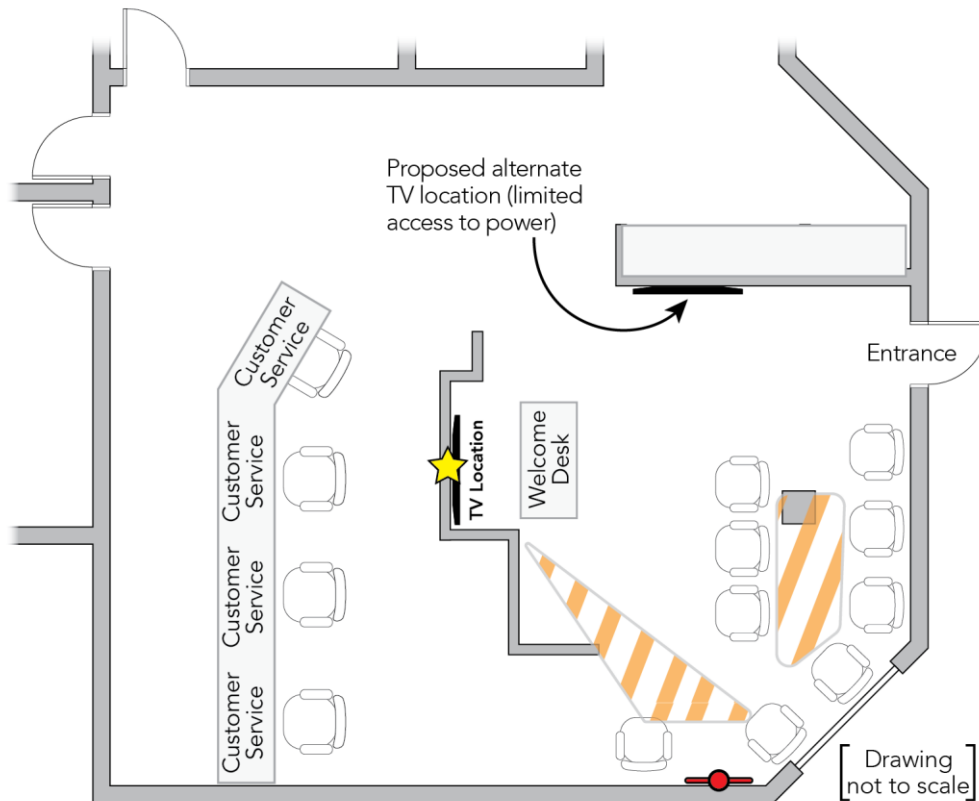 Proposed alternate
TV location (limited
access to power)
Entrance
Customer
Service
Customer
Service
Customer
Service
Customer
Service
TV Location
Welcome
Desk
Drawing
not to scale